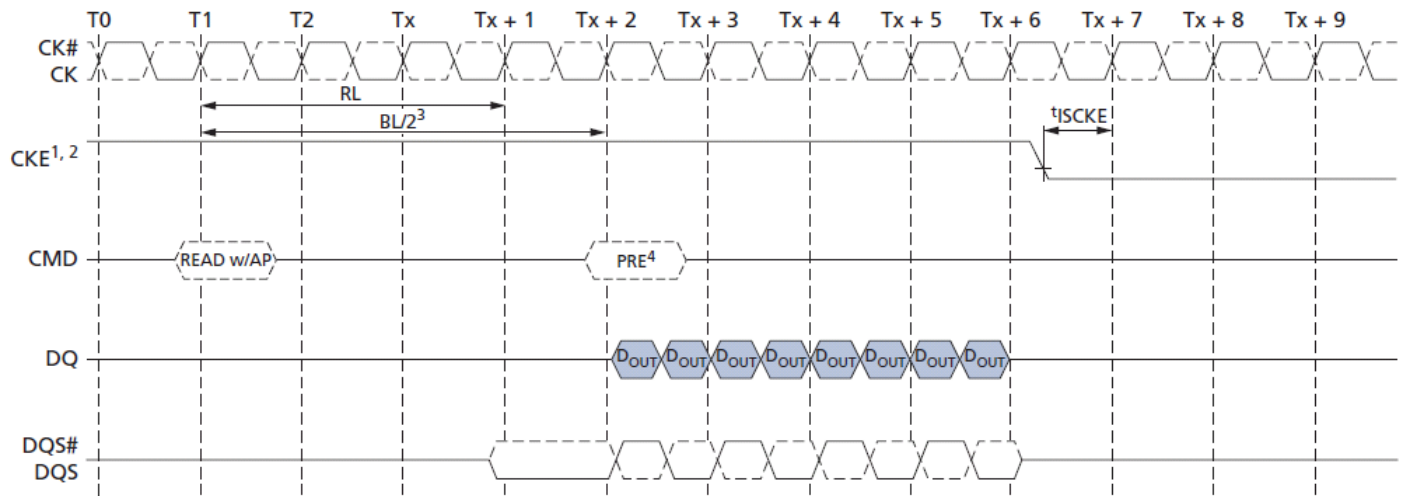 T0 T1 T2 Tx Tx + 1 Tx + 2 Tx + 3 Tx + 4 Tx + 5 Tx + 6 Tx + 7 Tx + 8 Tx + 9
CK#
CK
RL
BL/2³
tISCKE
CKE1, 2
CMD READ w/AP PRE⁴
DQ DOUT DOUT DOUT DOUT DOUT DOUT DOUT DOUT
DQS#
DQS